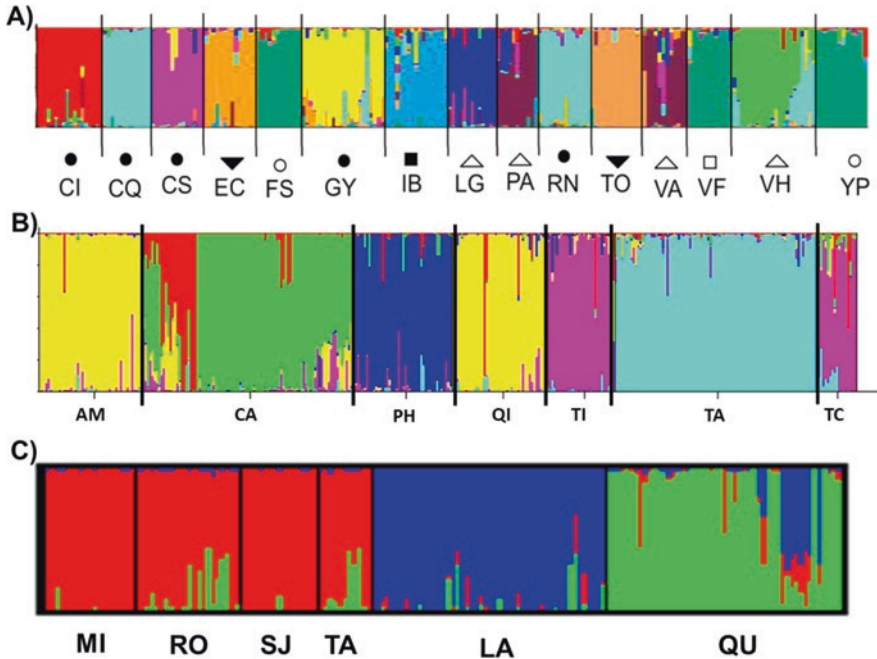 A)
CI CQ CS EC FS GY IB LG PA RN TO VA VF VH YP
B)
AM CA PH QI TI TA TC
C)
MI RO SJ TA LA QU